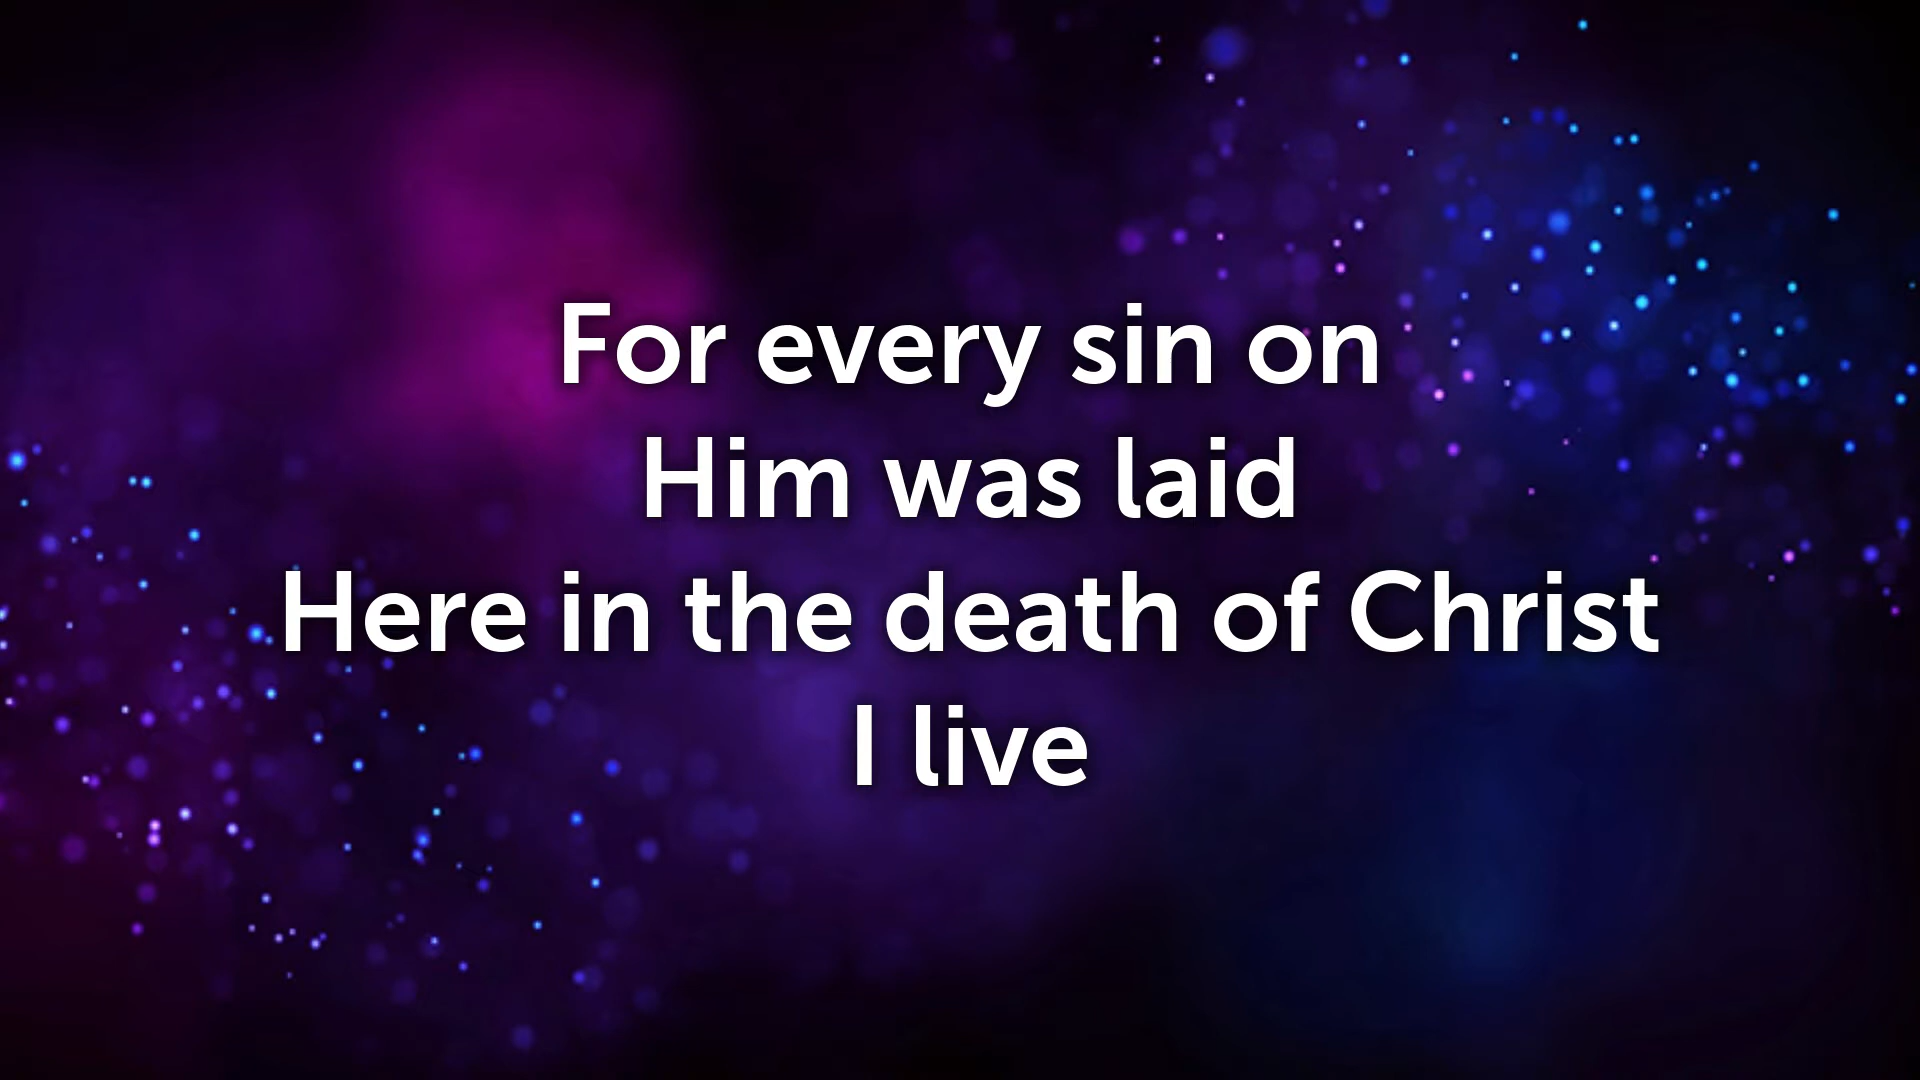 For every sin on
Him was laid
Here in the death of Christ
I live